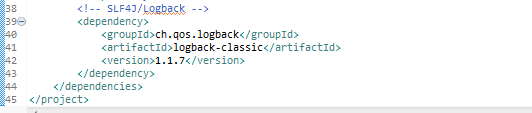 38 <!-- SLF4J/Logback -->
39 <dependency>
40 <groupId>ch.qos.logback</groupId>
41 <artifactId>logback-classic</artifactId>
42 <version>1.1.7</version>
43 </dependency>
44 </dependencies>
45 </project>